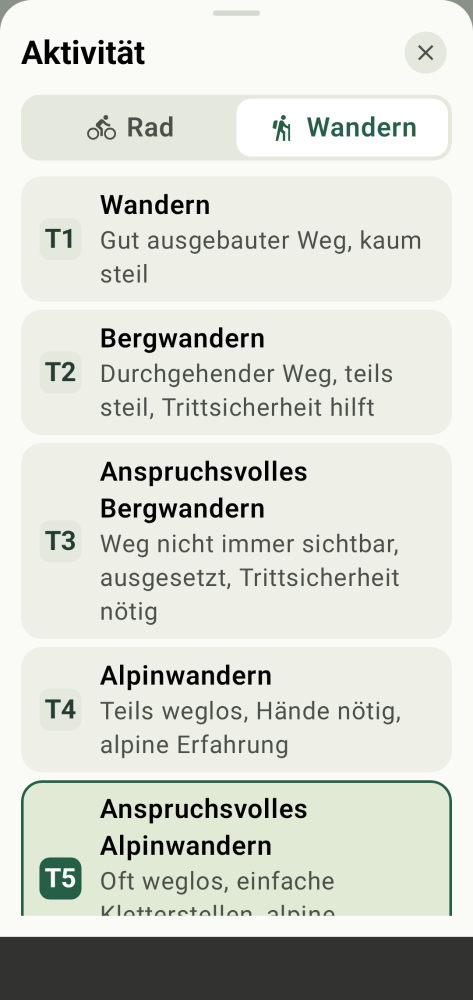 Aktivität
Rad
Wandern
T1
Wandern
Gut ausgebauter Weg, kaum
steil
T2
Bergwandern
Durchgehender Weg, teils
steil, Trittsicherheit hilft
T3
Anspruchsvolles
Bergwandern
Weg nicht immer sichtbar,
ausgesetzt, Trittsicherheit
nötig
T4
Alpinwandern
Teils weglos, Hände nötig,
alpine Erfahrung
T5
Anspruchsvolles
Alpinwandern
Oft weglos, einfache
Kletterstellen, alpine